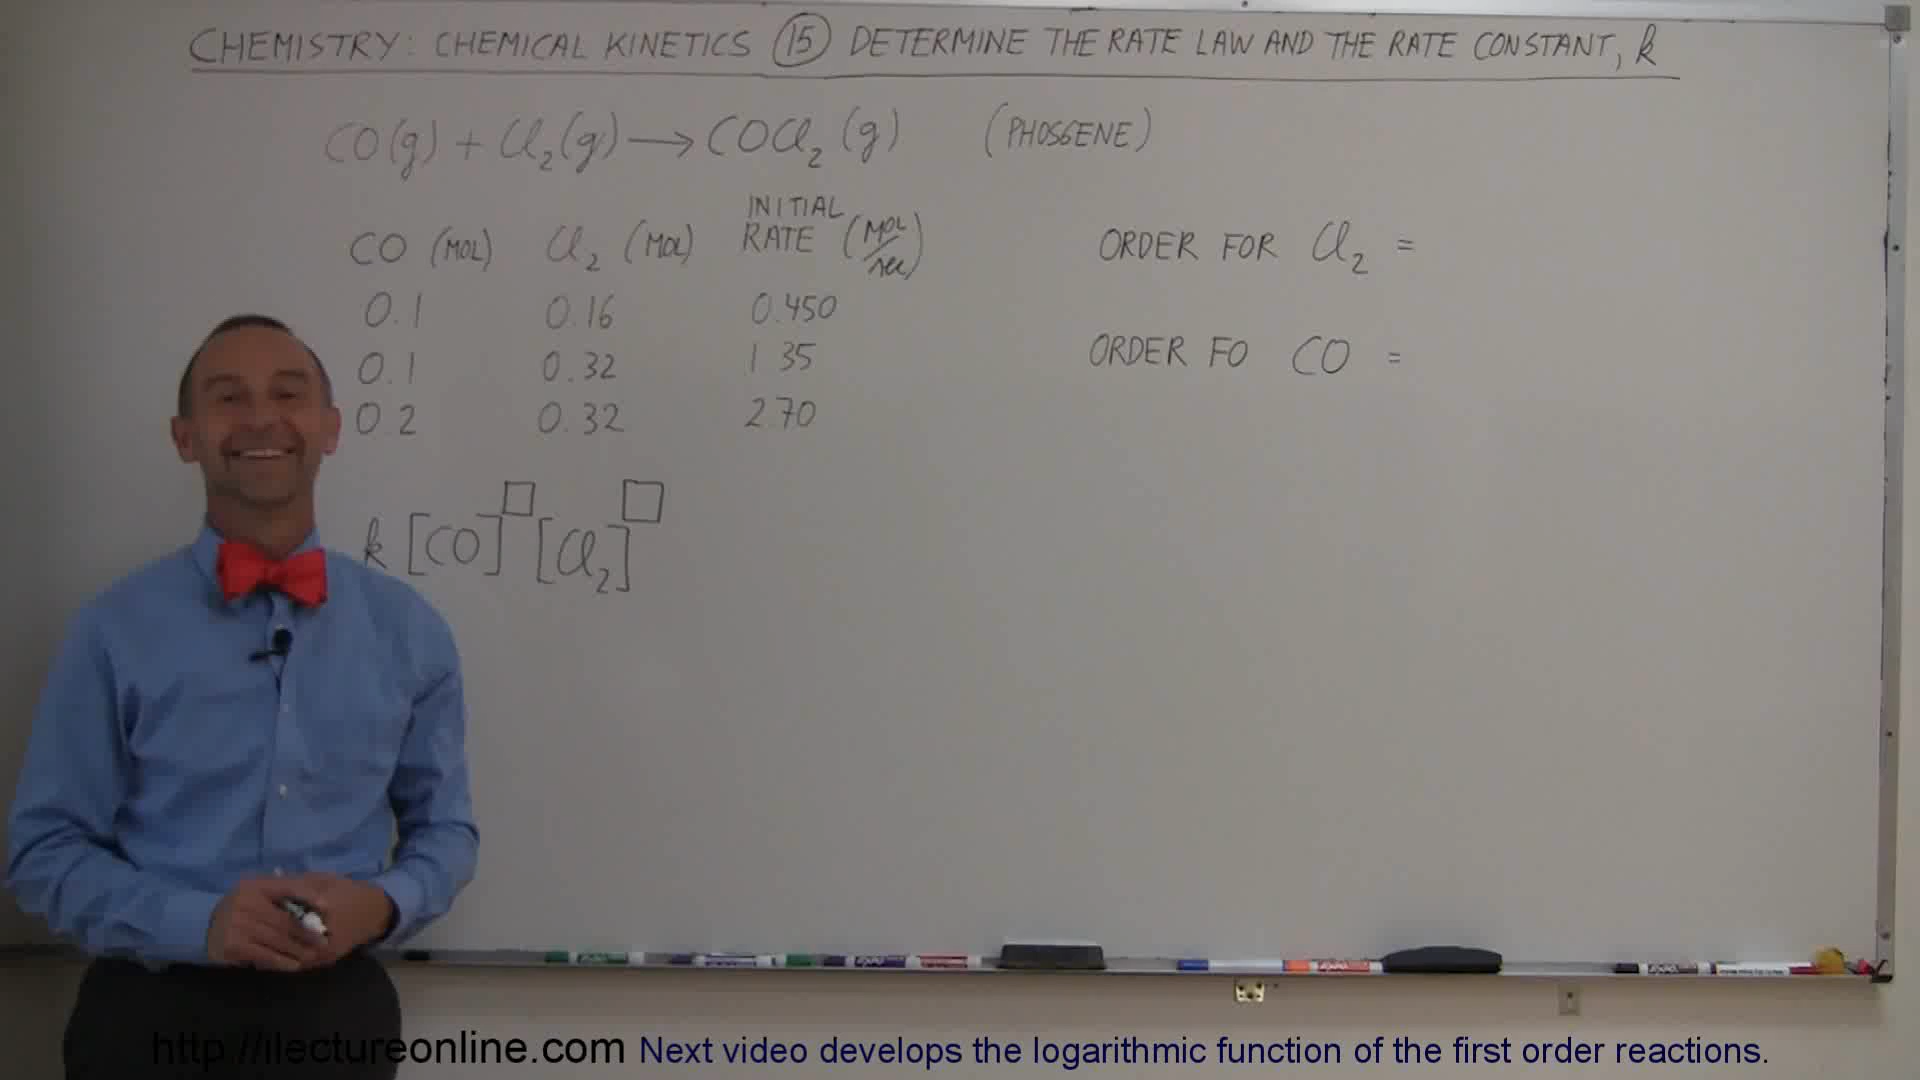 CHEMISTRY: CHEMICAL KINETICS 15 DETERMINE THE RATE LAW AND THE RATE CONSTANT, k
CO(g) + Cl₂(g) → COCl₂(g) (PHOSGENE)
CO (MOL) Cl₂ (MOL) INITIAL RATE (MOL/sec)
0.1 0.16 0.450
0.1 0.32 1.35
0.2 0.32 2.70
ORDER FOR Cl₂ =
ORDER FO CO =
k [CO]□ [Cl₂]□
http://ilectureonline.com Next video develops the logarithmic function of the first order reactions.